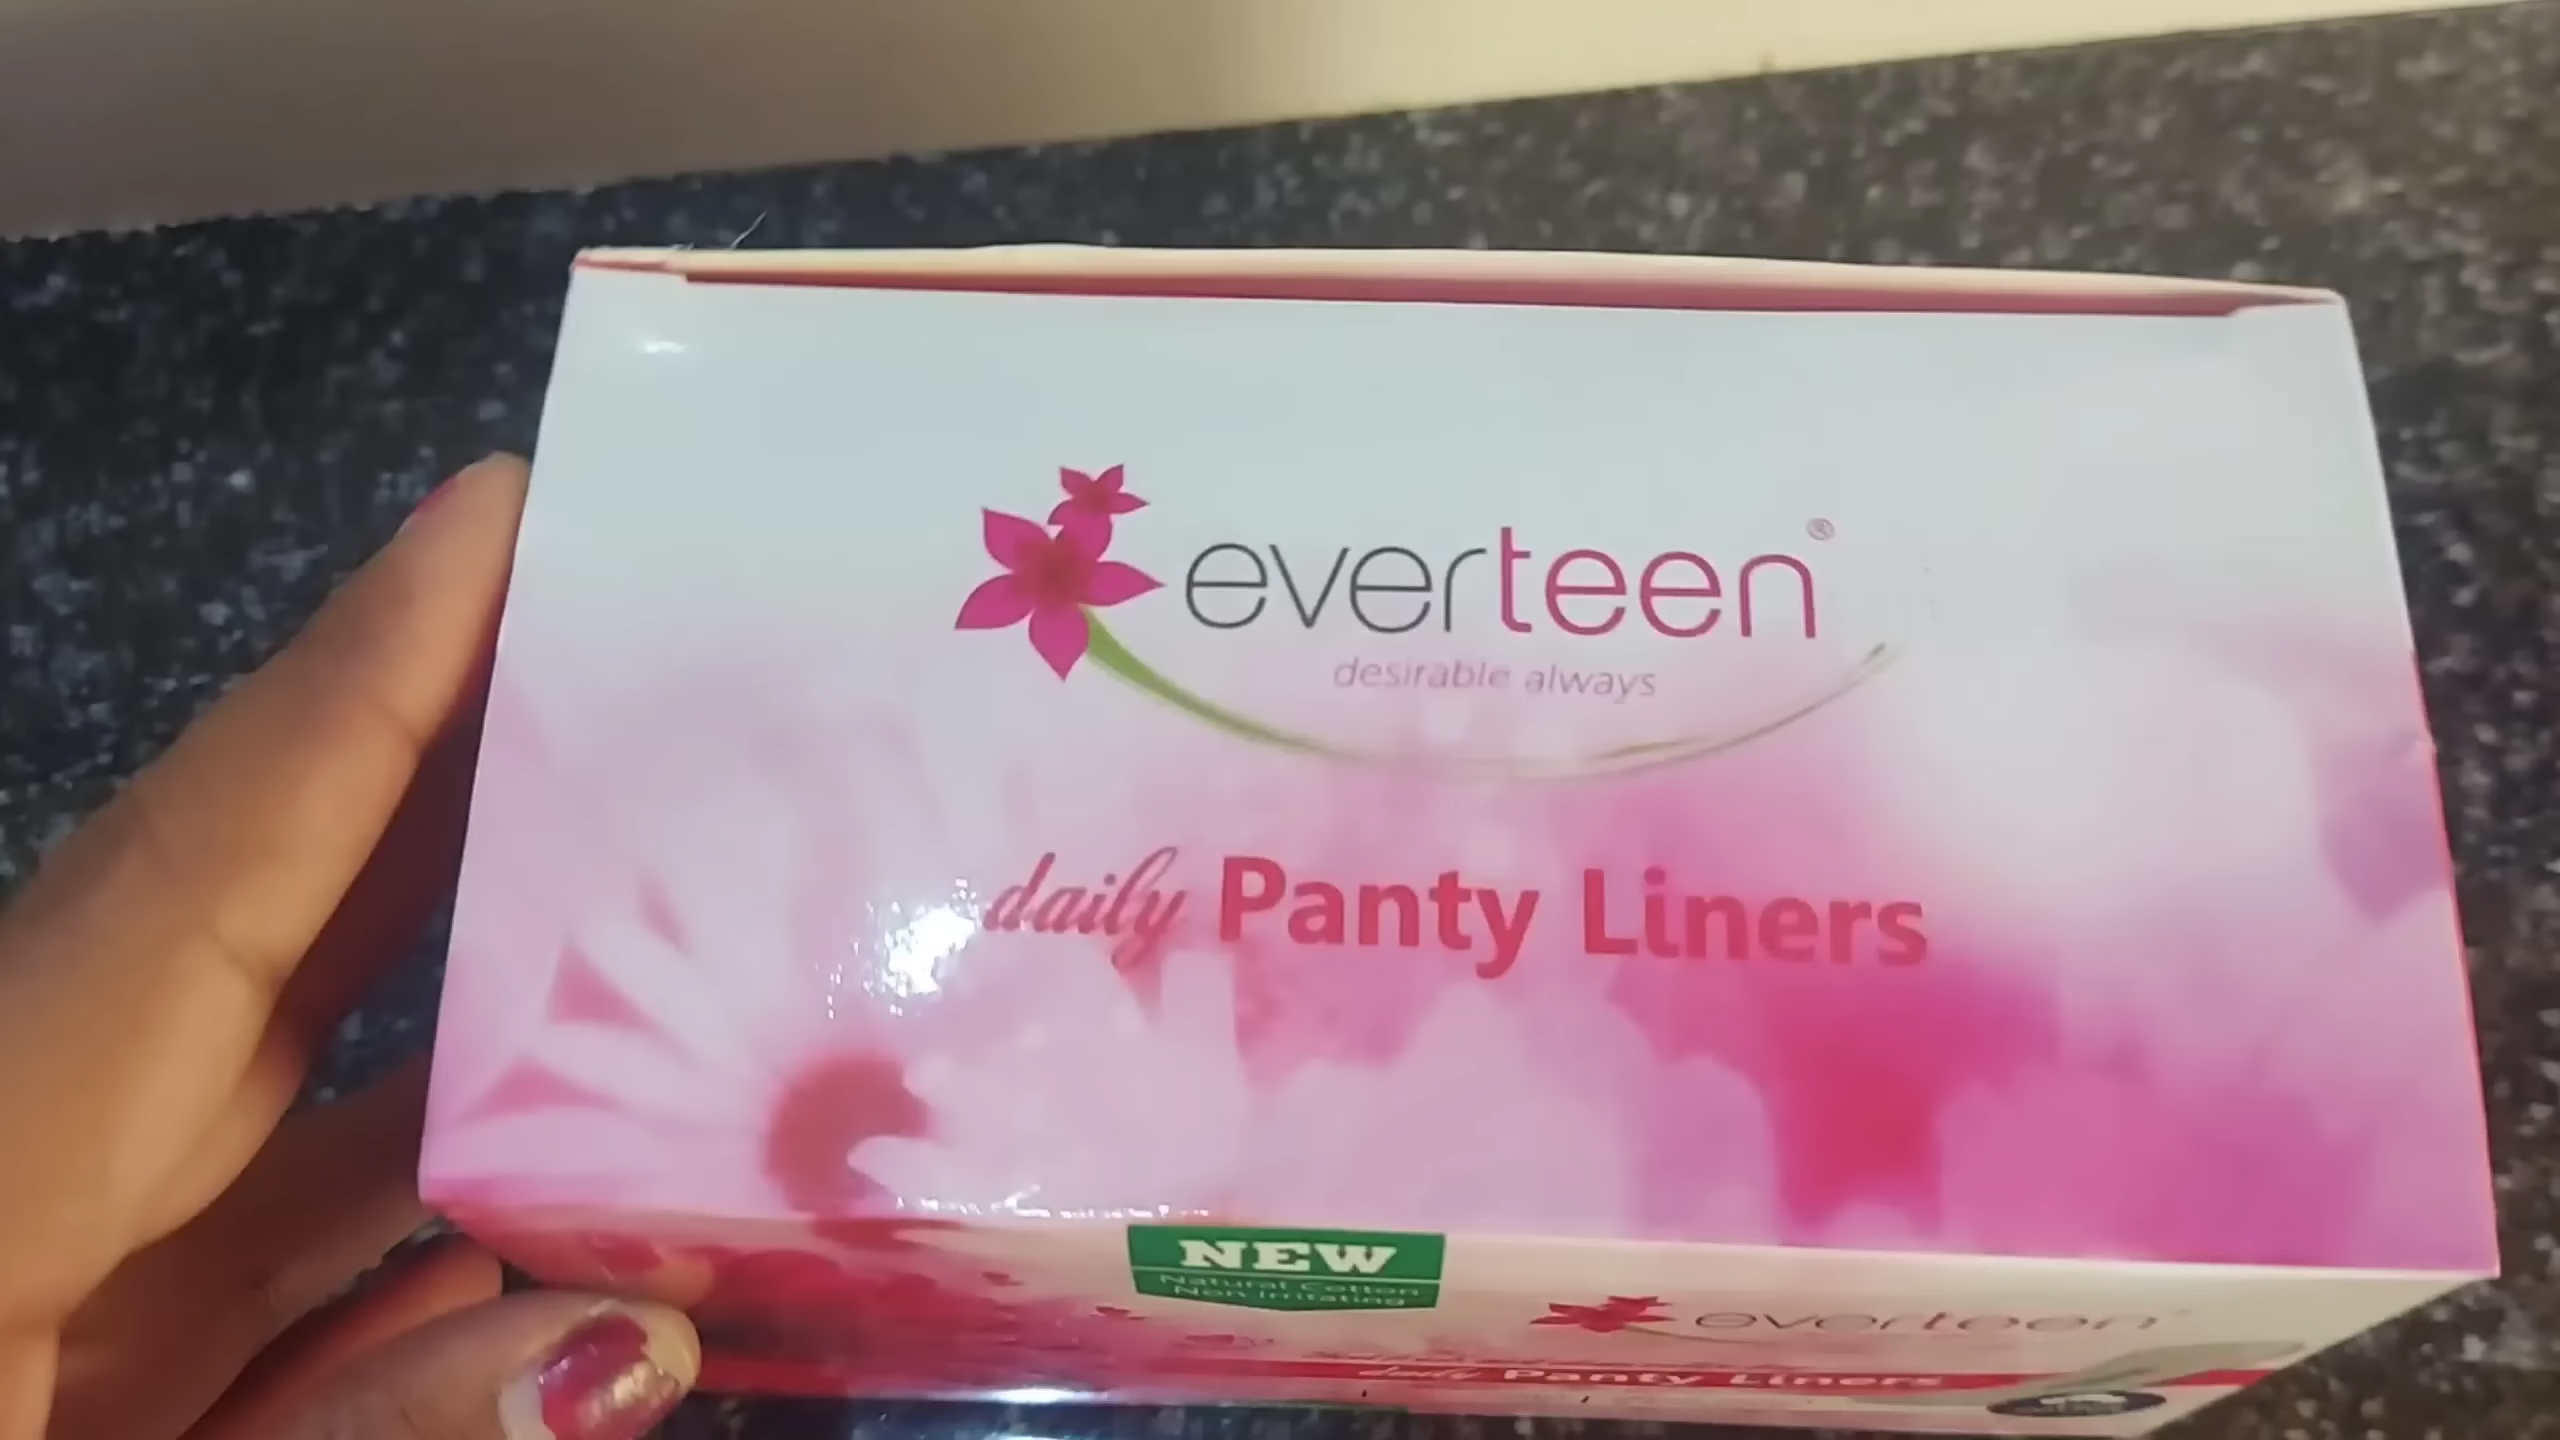 everteen®
desirable always
daily Panty Liners
NEW
Natural Cotton
Non Irritating
everteen
daily Panty Liners